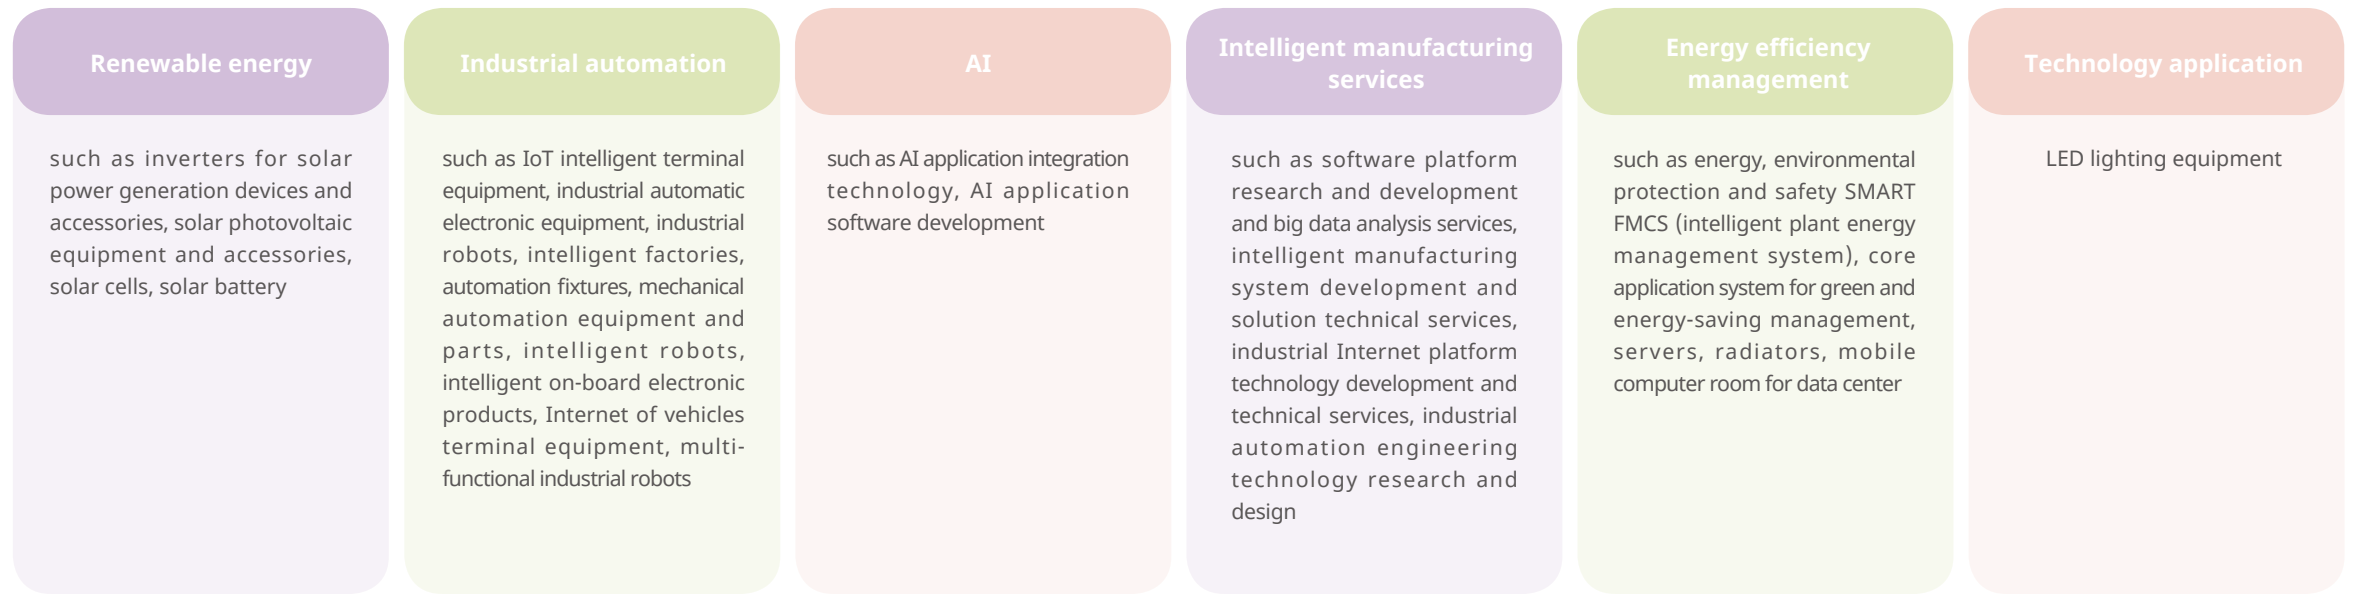 Renewable energy
such as inverters for solar
power generation devices and
accessories, solar photovoltaic
equipment and accessories,
solar cells, solar battery
Industrial automation
such as IoT intelligent terminal
equipment, industrial automatic
electronic equipment, industrial
robots, intelligent factories,
automation fixtures, mechanical
automation equipment and
parts, intelligent robots,
intelligent on-board electronic
products, Internet of vehicles
terminal equipment, multi-
functional industrial robots
AI
such as AI application integration
technology, AI application
software development
Intelligent manufacturing
services
such as software platform
research and development
and big data analysis services,
intelligent manufacturing
system development and
solution technical services,
industrial Internet platform
technology development and
technical services, industrial
automation engineering
technology research and
design
Energy efficiency
management
such as energy, environmental
protection and safety SMART
FMCS (intelligent plant energy
management system), core
application system for green and
energy-saving management,
servers, radiators, mobile
computer room for data center
Technology application
LED lighting equipment